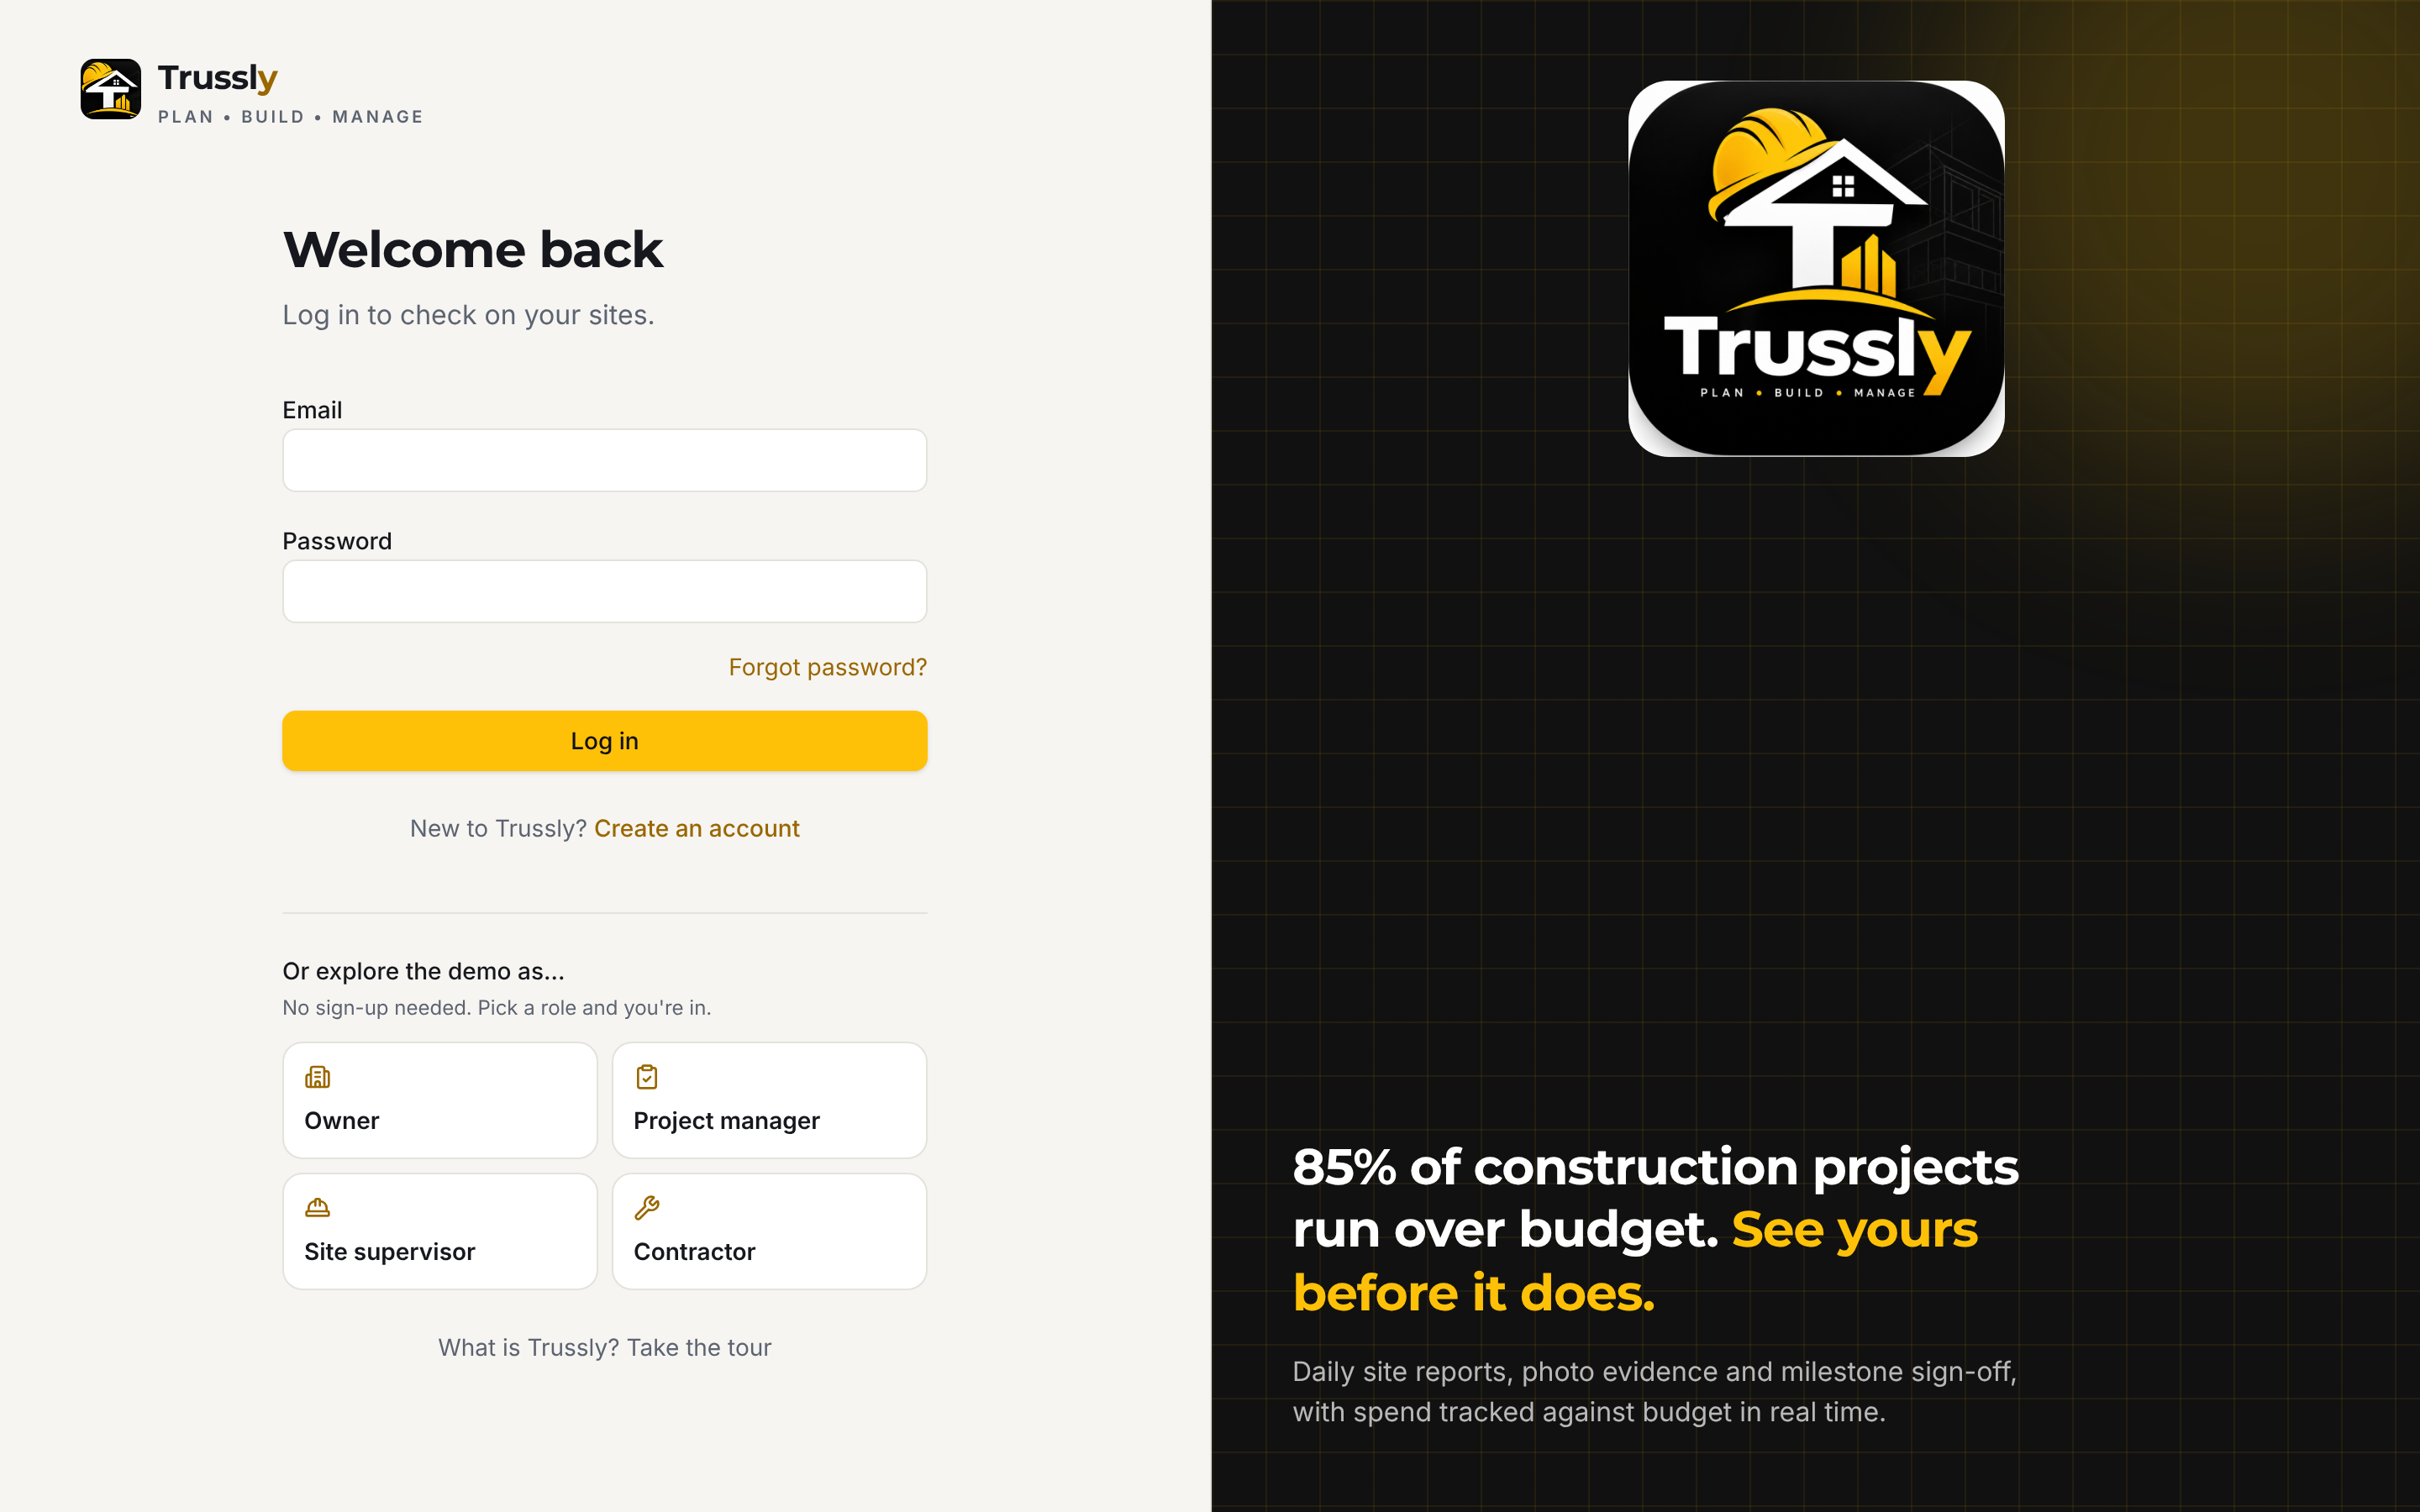 Trussly
PLAN • BUILD • MANAGE
Welcome back
Log in to check on your sites.
Email
Password
Forgot password?
Log in
New to Trussly? Create an account
Or explore the demo as...
No sign-up needed. Pick a role and you're in.
Owner
Project manager
Site supervisor
Contractor
What is Trussly? Take the tour
Trussly
PLAN • BUILD • MANAGE
85% of construction projects
run over budget. See yours
before it does.
Daily site reports, photo evidence and milestone sign-off,
with spend tracked against budget in real time.